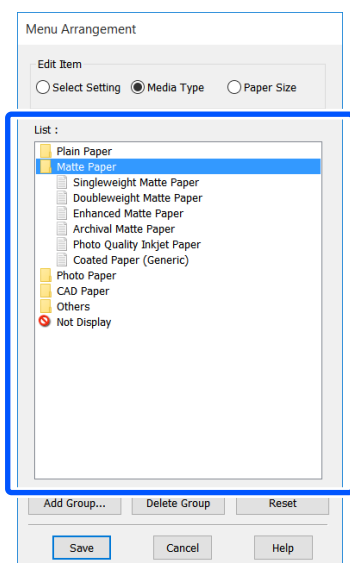 Menu Arrangement
Edit Item
Select Setting Media Type Paper Size
List :
Plain Paper
Matte Paper
Singleweight Matte Paper
Doubleweight Matte Paper
Enhanced Matte Paper
Archival Matte Paper
Photo Quality Inkjet Paper
Coated Paper (Generic)
Photo Paper
CAD Paper
Others
Not Display
Add Group... Delete Group Reset
Save Cancel Help